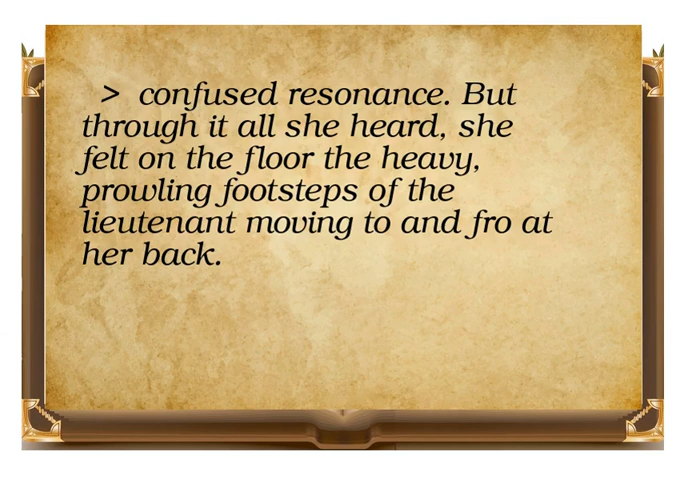 > confused resonance. But
through it all she heard, she
felt on the floor the heavy,
prowling footsteps of the
lieutenant moving to and fro at
her back.